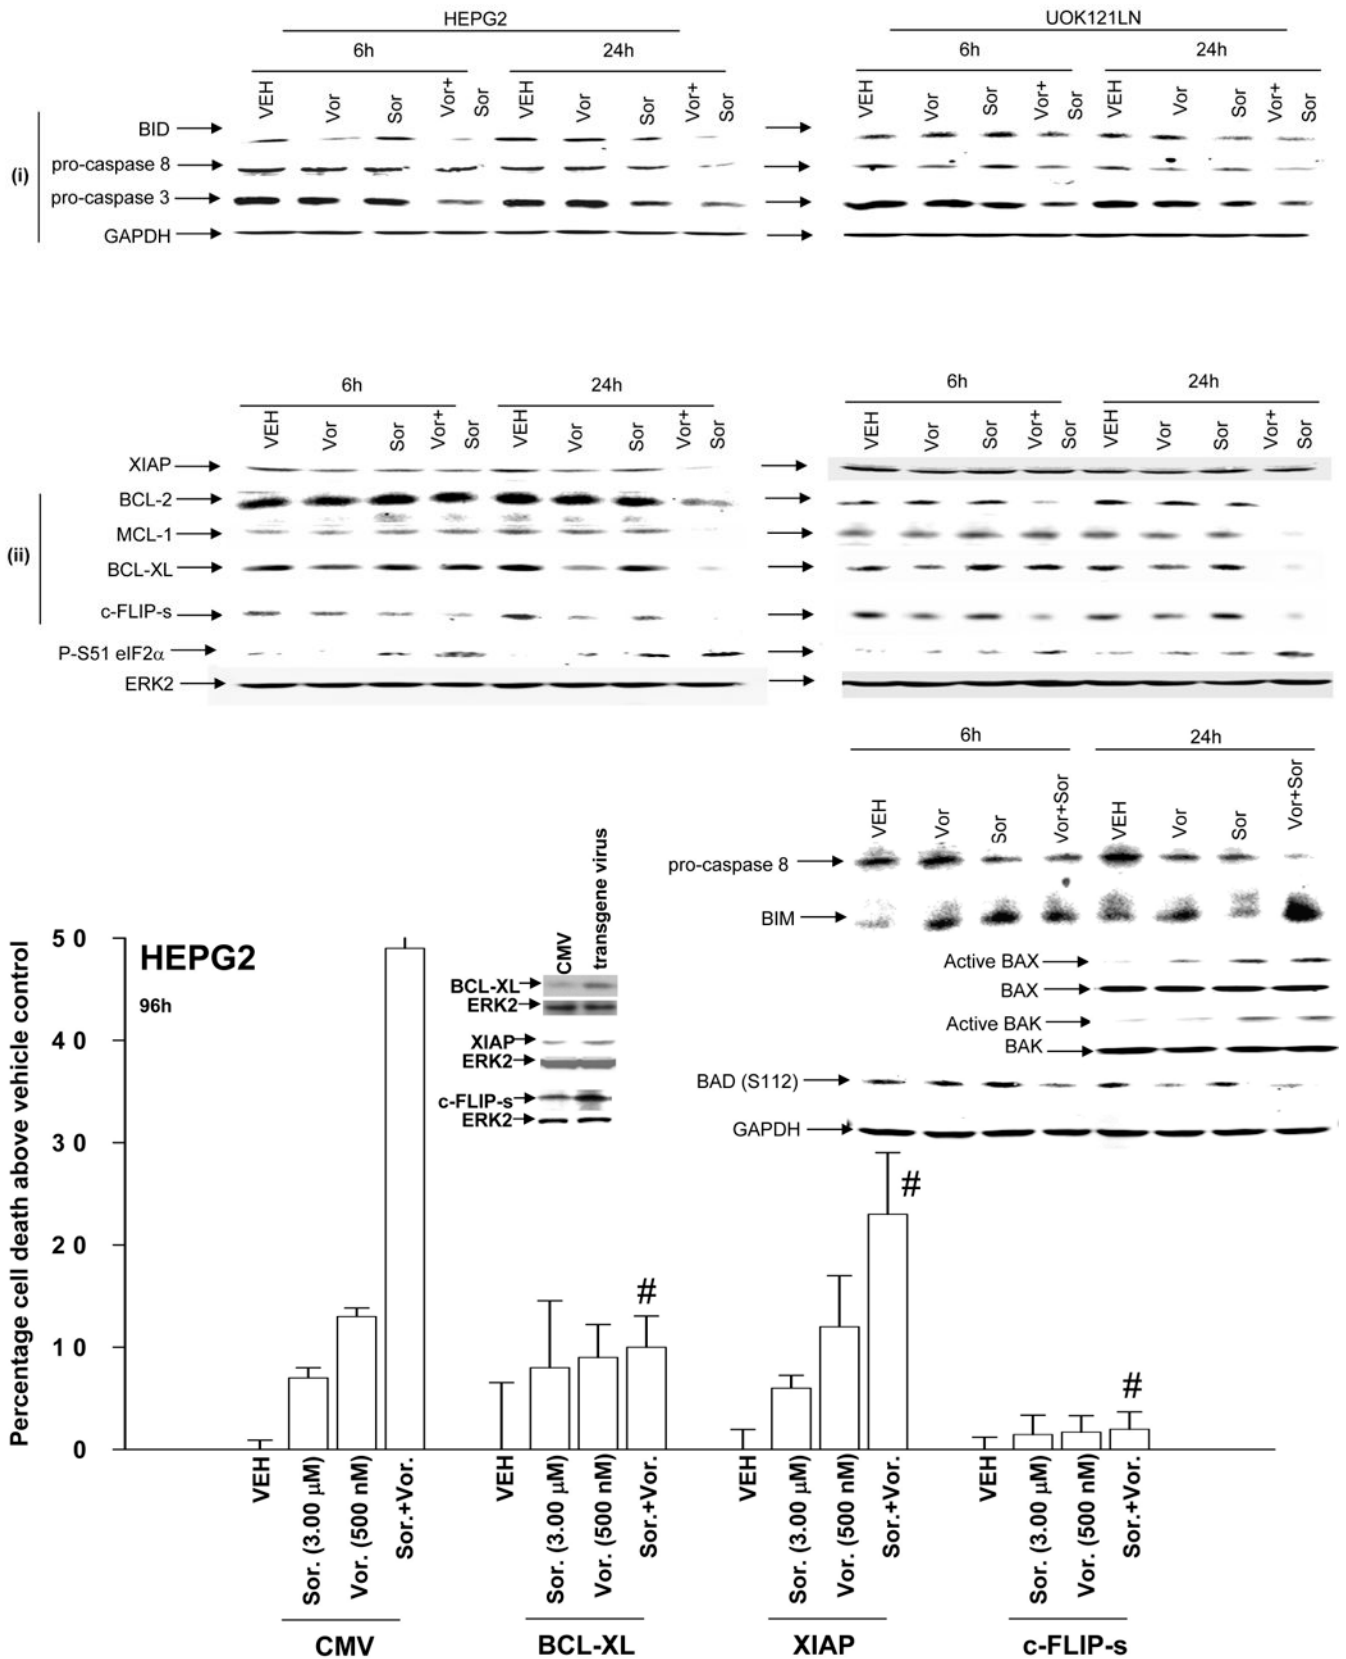 HEPG2 UOK121LN
6h 24h 6h 24h
VEH Vor Sor Vor+ Sor VEH Vor Sor Vor+ Sor VEH Vor Sor Vor+ Sor VEH Vor Sor Vor+ Sor
(i)
BID
pro-caspase 8
pro-caspase 3
GAPDH
6h 24h 6h 24h
VEH Vor Sor Vor+ Sor VEH Vor Sor Vor+ Sor VEH Vor Sor Vor+ Sor VEH Vor Sor Vor+ Sor
XIAP
(ii)
BCL-2
MCL-1
BCL-XL
c-FLIP-s
P-S51 eIF2α
ERK2
6h 24h
VEH Vor Sor Vor+Sor VEH Vor Sor Vor+Sor
pro-caspase 8
BIM
Active BAX
BAX
Active BAK
BAK
BAD (S112)
GAPDH
Percentage cell death above vehicle control
50
40
30
20
10
0
HEPG2
96h
CMV transgene virus
BCL-XL
ERK2
XIAP
ERK2
c-FLIP-s
ERK2
#
#
#
VEH Sor. (3.00 µM) Vor. (500 nM) Sor.+Vor. VEH Sor. (3.00 µM) Vor. (500 nM) Sor.+Vor. VEH Sor. (3.00 µM) Vor. (500 nM) Sor.+Vor. VEH Sor. (3.00 µM) Vor. (500 nM) Sor.+Vor.
CMV BCL-XL XIAP c-FLIP-s